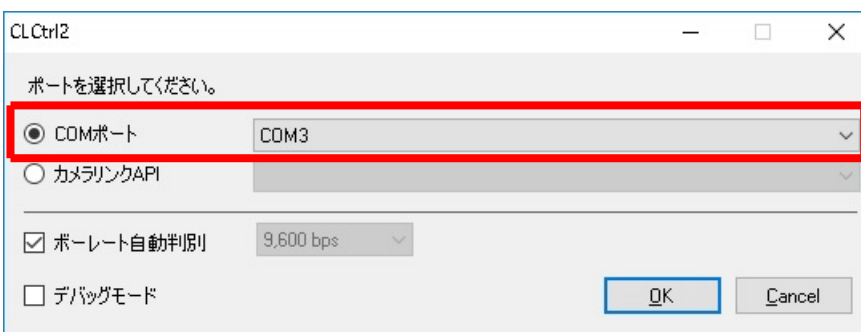 CLCtrl2
ポートを選択してください。
COMポート COM3
カメラリンクAPI
ボーレート自動判別 9,600 bps
デバッグモード OK Cancel